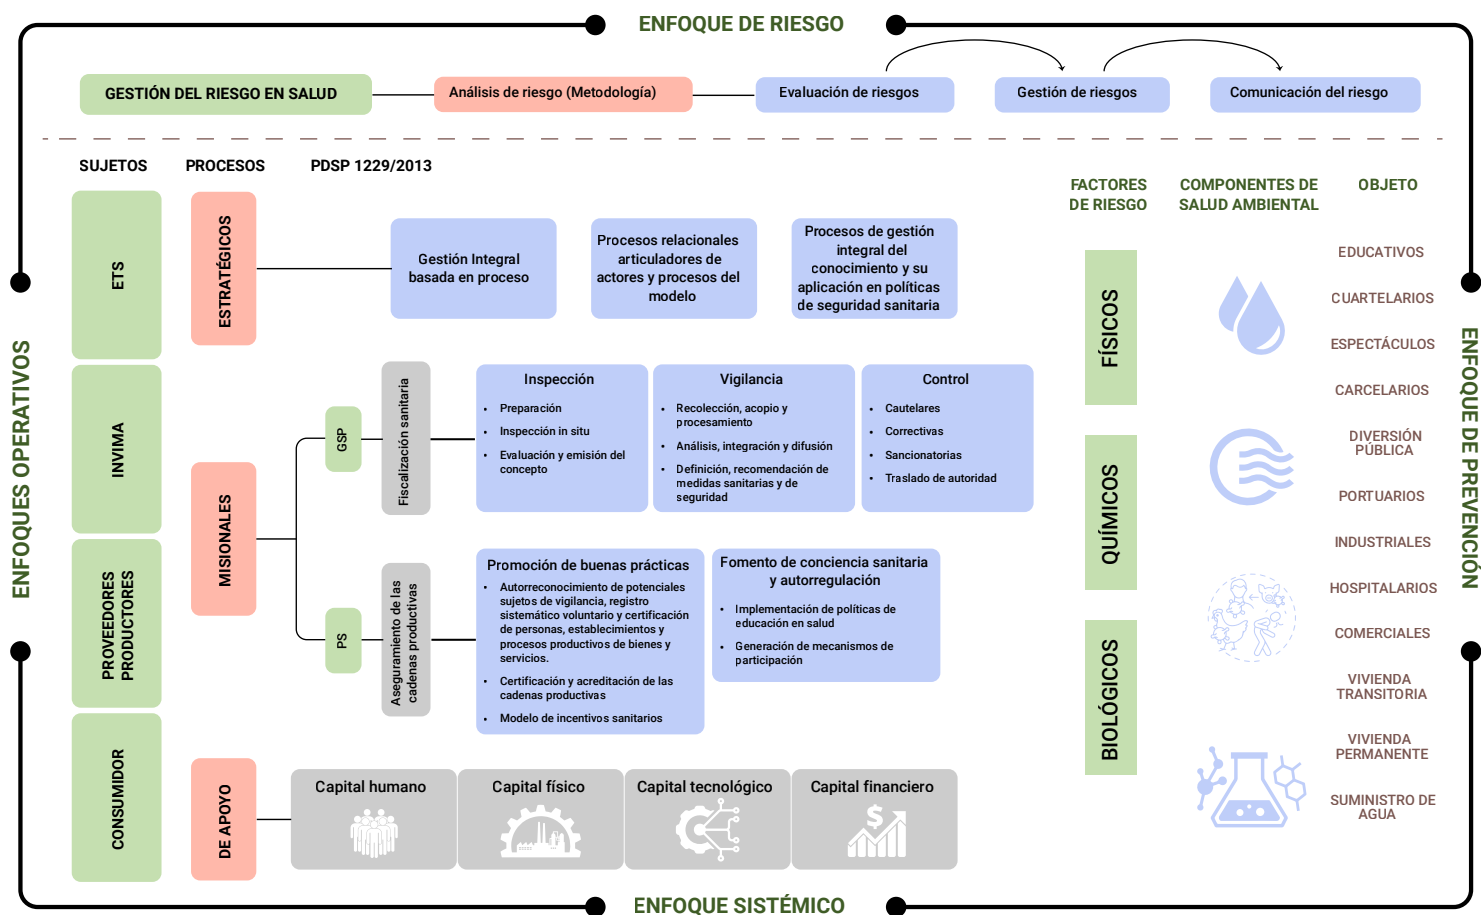 ENFOQUE DE RIESGO
GESTIÓN DEL RIESGO EN SALUD
Análisis de riesgo (Metodología)
Evaluación de riesgos
Gestión de riesgos
Comunicación del riesgo
SUJETOS
PROCESOS
PDSP 1229/2013
FACTORES
DE RIESGO
COMPONENTES DE
SALUD AMBIENTAL
OBJETO
ENFOQUES OPERATIVOS
ETS
INVIMA
PROVEEDORES
PRODUCTORES
CONSUMIDOR
ESTRATÉGICOS
Gestión Integral
basada en proceso
Procesos relacionales
articuladores de
actores y procesos del
modelo
Procesos de gestión
integral del
conocimiento y su
aplicación en políticas
de seguridad sanitaria
MISIONALES
GSP
Fiscalización sanitaria
Inspección
• Preparación
• Inspección in situ
• Evaluación y emisión del
concepto
Vigilancia
• Recolección, acopio y
procesamiento
• Análisis, integración y difusión
• Definición, recomendación de
medidas sanitarias y de
seguridad
Control
• Cautelares
• Correctivas
• Sancionatorias
• Traslado de autoridad
PS
Aseguramiento de las
cadenas productivas
Promoción de buenas prácticas
• Autorreconocimiento de potenciales
sujetos de vigilancia, registro
sistemático voluntario y certificación
de personas, establecimientos y
procesos productivos de bienes y
servicios.
• Certificación y acreditación de las
cadenas productivas
• Modelo de incentivos sanitarios
Fomento de conciencia sanitaria
y autorregulación
• Implementación de políticas de
educación en salud
• Generación de mecanismos de
participación
DE APOYO
Capital humano
Capital físico
Capital tecnológico
Capital financiero
$
FÍSICOS
QUÍMICOS
BIOLÓGICOS
EDUCATIVOS
CUARTELARIOS
ESPECTÁCULOS
CARCELARIOS
DIVERSIÓN
PÚBLICA
PORTUARIOS
INDUSTRIALES
HOSPITALARIOS
COMERCIALES
VIVIENDA
TRANSITORIA
VIVIENDA
PERMANENTE
SUMINISTRO DE
AGUA
ENFOQUE DE PREVENCIÓN
ENFOQUE SISTÉMICO